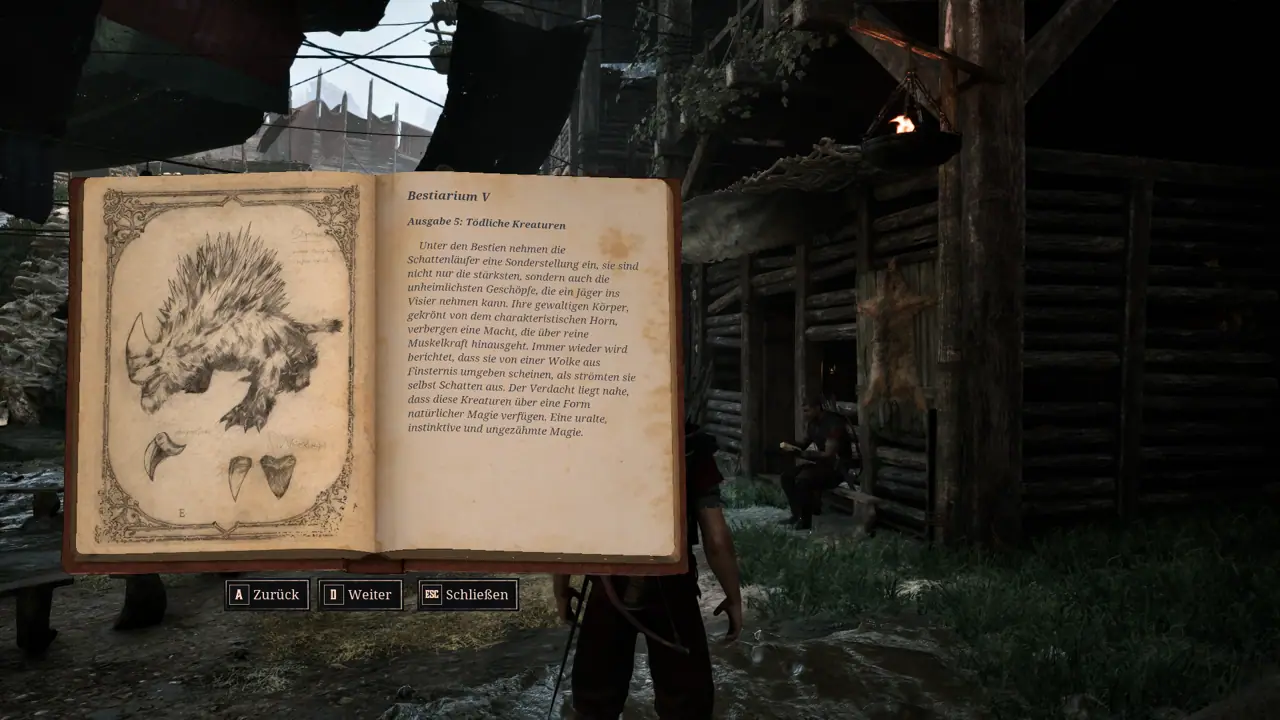 Bestiarium V
Ausgabe 5: Tödliche Kreaturen
Unter den Bestien nehmen die
Schattenläufer eine Sonderstellung ein, sie sind
nicht nur die stärksten, sondern auch die
unheimlichsten Geschöpfe, die ein Jäger ins
Visier nehmen kann. Ihre gewaltigen Körper,
gekrönt von dem charakteristischen Horn,
verbergen eine Macht, die über reine
Muskelkraft hinausgeht. Immer wieder wird
berichtet, dass sie von einer Wolke aus
Finsternis umgeben scheinen, als strömten sie
selbst Schatten aus. Der Verdacht liegt nahe,
dass diese Kreaturen über eine Form
natürlicher Magie verfügen. Eine uralte,
instinktive und ungezähmte Magie.
E
A Zurück
D Weiter
ESC Schließen